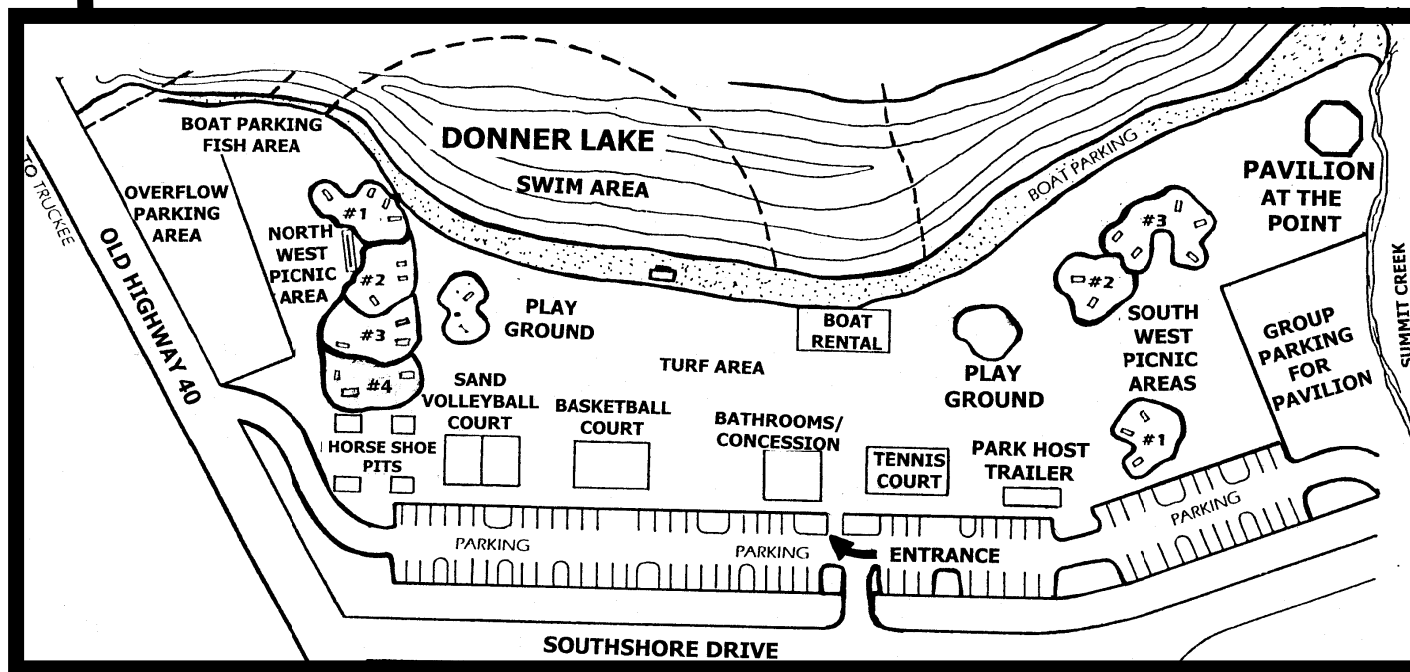 DONNER LAKE
SWIM AREA
BOAT PARKING
FISH AREA
OVERFLOW
PARKING
AREA
TO TRUCKEE
OLD HIGHWAY 40
NORTH
WEST
PICNIC
AREA
#1
#2
#3
#4
PLAY
GROUND
BOAT PARKING
PAVILION
AT THE
POINT
#3
#2
SOUTH
WEST
PICNIC
AREAS
#1
GROUP
PARKING
FOR
PAVILION
SUMMIT CREEK
BOAT
RENTAL
TURF AREA
PLAY
GROUND
SAND
VOLLEYBALL
COURT
BASKETBALL
COURT
BATHROOMS/
CONCESSION
TENNIS
COURT
PARK HOST
TRAILER
HORSE SHOE
PITS
PARKING
PARKING
PARKING
ENTRANCE
SOUTHSHORE DRIVE